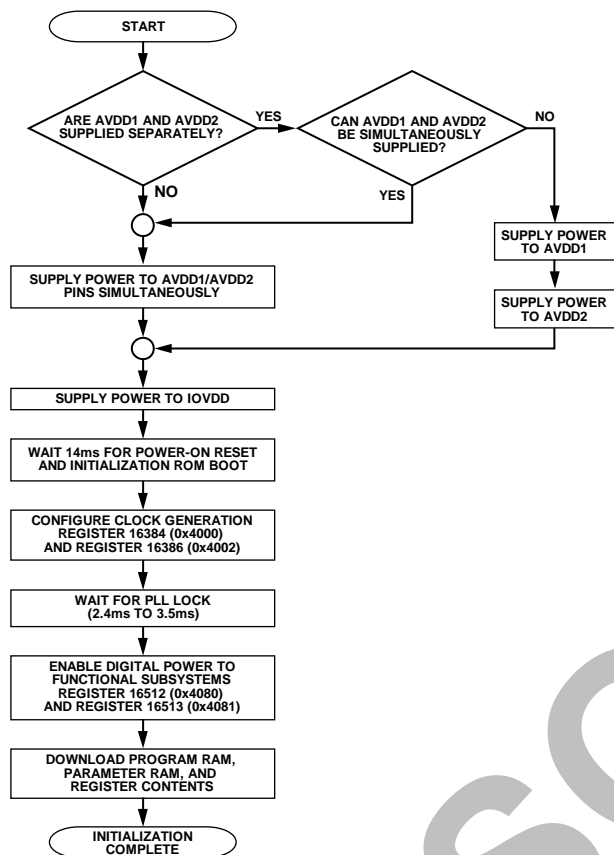 START
ARE AVDD1 AND AVDD2
SUPPLIED SEPARATELY?
YES
CAN AVDD1 AND AVDD2
BE SIMULTANEOUSLY
SUPPLIED?
NO
NO
YES
SUPPLY POWER
TO AVDD1
SUPPLY POWER TO AVDD1/AVDD2
PINS SIMULTANEOUSLY
SUPPLY POWER
TO AVDD2
SUPPLY POWER TO IOVDD
WAIT 14ms FOR POWER-ON RESET
AND INITIALIZATION ROM BOOT
CONFIGURE CLOCK GENERATION
REGISTER 16384 (0x4000)
AND REGISTER 16386 (0x4002)
WAIT FOR PLL LOCK
(2.4ms TO 3.5ms)
ENABLE DIGITAL POWER TO
FUNCTIONAL SUBSYSTEMS
REGISTER 16512 (0x4080)
AND REGISTER 16513 (0x4081)
DOWNLOAD PROGRAM RAM,
PARAMETER RAM, AND
REGISTER CONTENTS
INITIALIZATION
COMPLETE